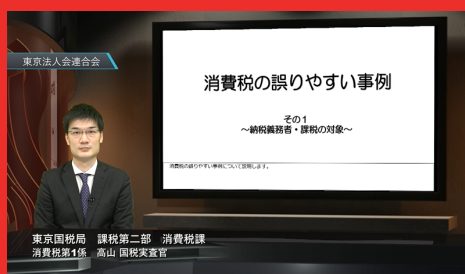 東京法人会連合会
消費税の誤りやすい事例
その1
~納税義務者・課税の対象~
消費税の誤りやすい事例について説明します。
東京国税局 課税第二部 消費税課
消費税第1係 高山 国税実査官